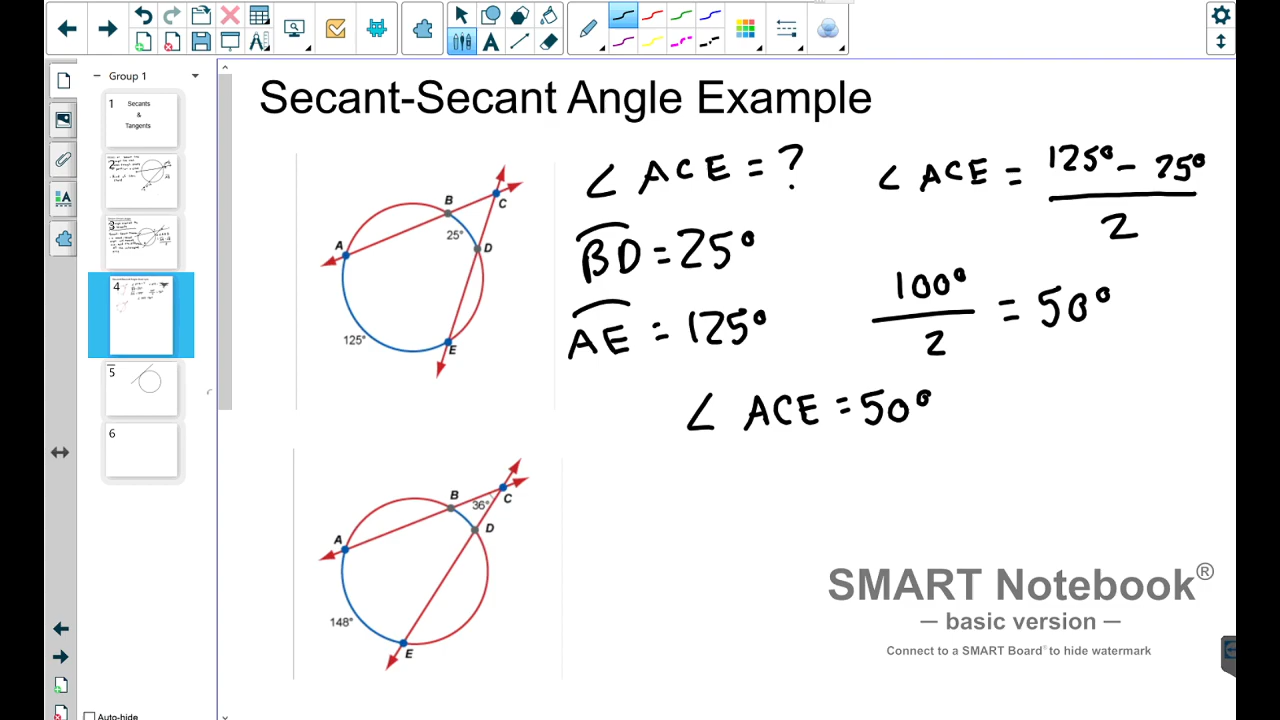 Group 1
1
Secants
&
Tangents
2
3
4
5
6
Auto-hide
Secant-Secant Angle Example
A
B
C
D
E
25°
125°
∠ ACE = ?
BD = 25°
AE = 125°
∠ ACE = 125° - 25°
2
100°
2
= 50°
∠ ACE = 50°
A
B
C
D
E
36°
148°
SMART Notebook®
— basic version —
Connect to a SMART Board® to hide watermark